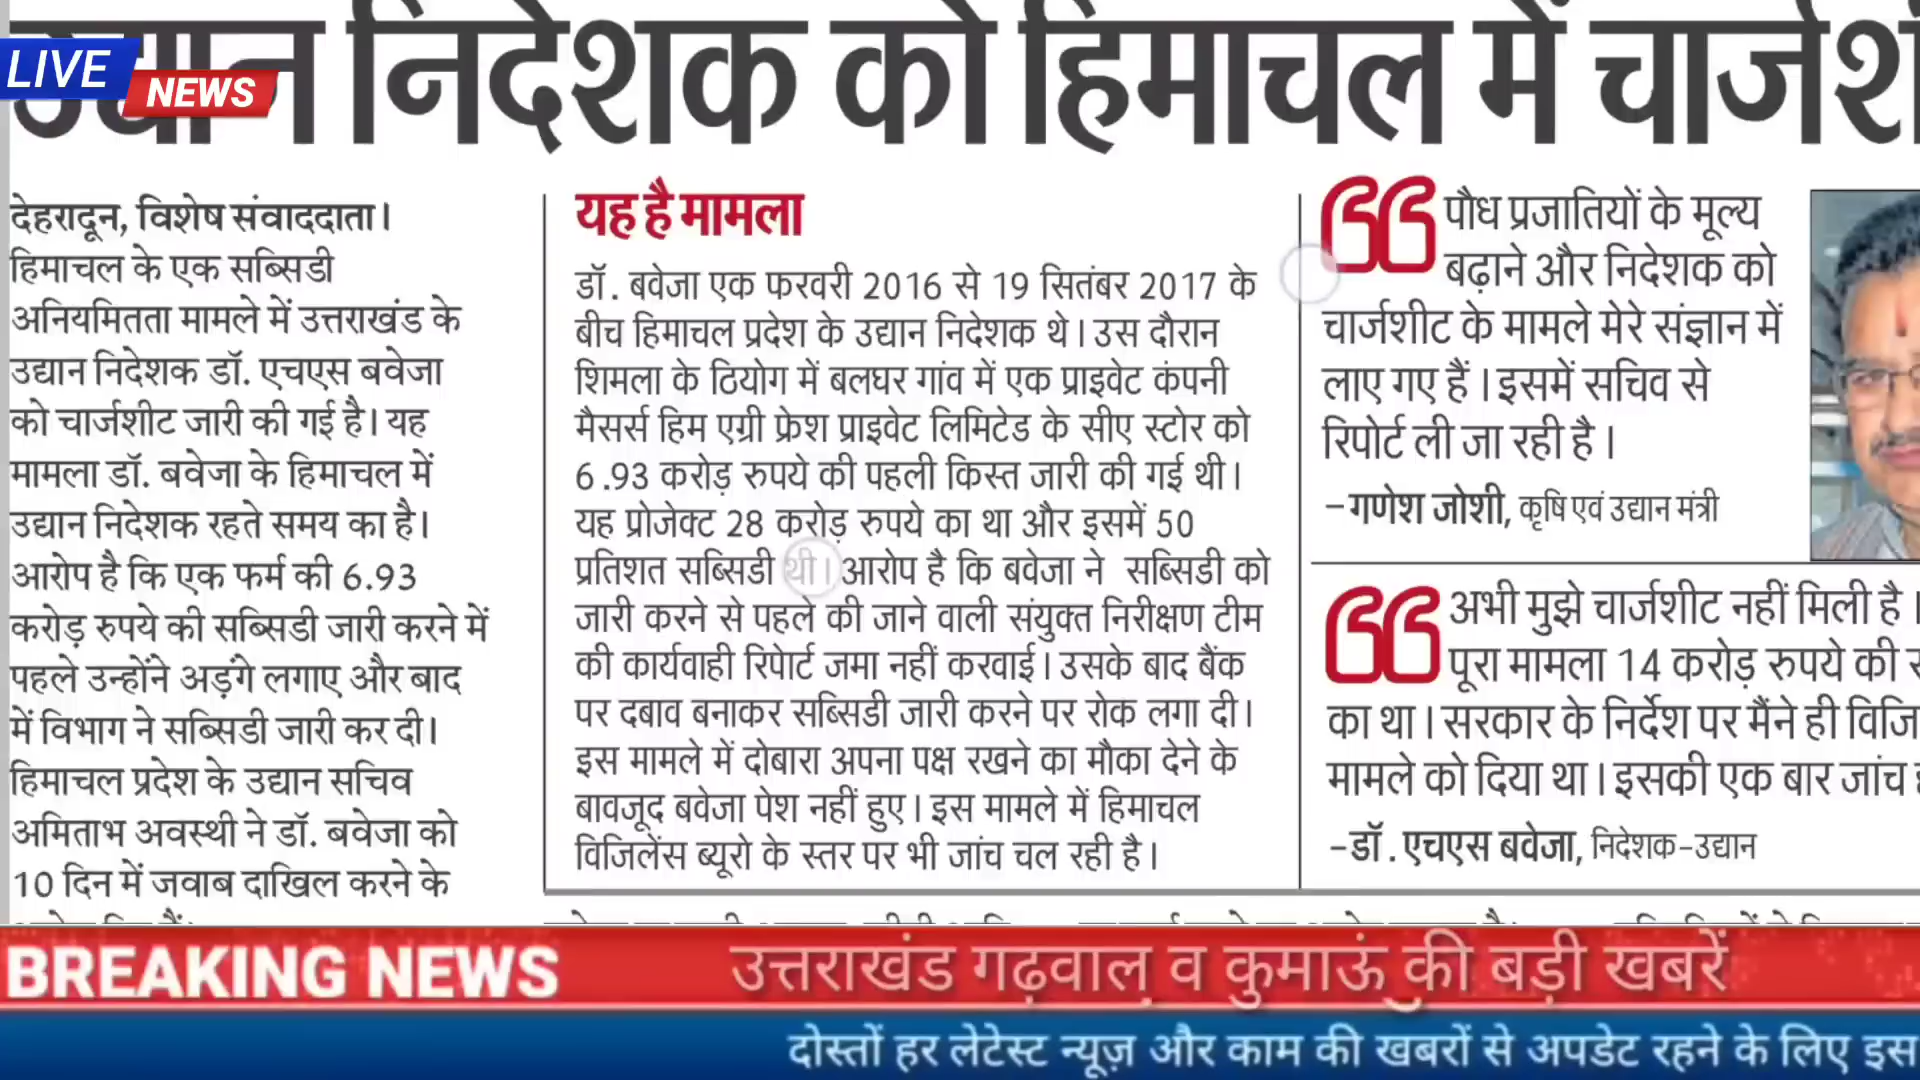 उद्यान निदेशक को हिमाचल में चार्जशी
LIVE
NEWS
देहरादून, विशेष संवाददाता।
हिमाचल के एक सब्सिडी
अनियमितता मामले में उत्तराखंड के
उद्यान निदेशक डॉ. एचएस बवेजा
को चार्जशीट जारी की गई है। यह
मामला डॉ. बवेजा के हिमाचल में
उद्यान निदेशक रहते समय का है।
आरोप है कि एक फर्म की 6.93
करोड़ रुपये की सब्सिडी जारी करने में
पहले उन्होंने अड़ंगे लगाए और बाद
में विभाग ने सब्सिडी जारी कर दी।
हिमाचल प्रदेश के उद्यान सचिव
अमिताभ अवस्थी ने डॉ. बवेजा को
10 दिन में जवाब दाखिल करने के
यह है मामला
डॉ. बवेजा एक फरवरी 2016 से 19 सितंबर 2017 के
बीच हिमाचल प्रदेश के उद्यान निदेशक थे। उस दौरान
शिमला के ठियोग में बलघर गांव में एक प्राइवेट कंपनी
मैसर्स हिम एग्री फ्रेश प्राइवेट लिमिटेड के सीए स्टोर को
6.93 करोड़ रुपये की पहली किस्त जारी की गई थी।
यह प्रोजेक्ट 28 करोड़ रुपये का था और इसमें 50
प्रतिशत सब्सिडी थी। आरोप है कि बवेजा ने सब्सिडी को
जारी करने से पहले की जाने वाली संयुक्त निरीक्षण टीम
की कार्यवाही रिपोर्ट जमा नहीं करवाई। उसके बाद बैंक
पर दबाव बनाकर सब्सिडी जारी करने पर रोक लगा दी।
इस मामले में दोबारा अपना पक्ष रखने का मौका देने के
बावजूद बवेजा पेश नहीं हुए। इस मामले में हिमाचल
विजिलेंस ब्यूरो के स्तर पर भी जांच चल रही है।
पौध प्रजातियों के मूल्य
बढ़ाने और निदेशक को
चार्जशीट के मामले मेरे संज्ञान में
लाए गए हैं। इसमें सचिव से
रिपोर्ट ली जा रही है।
–गणेश जोशी, कृषि एवं उद्यान मंत्री
अभी मुझे चार्जशीट नहीं मिली है।
पूरा मामला 14 करोड़ रुपये की
का था। सरकार के निर्देश पर मैंने ही विजि
मामले को दिया था। इसकी एक बार जांच
–डॉ. एचएस बवेजा, निदेशक-उद्यान
BREAKING NEWS
उत्तराखंड गढ़वाल व कुमाऊं की बड़ी खबरें
दोस्तों हर लेटेस्ट न्यूज़ और काम की खबरों से अपडेट रहने के लिए इस